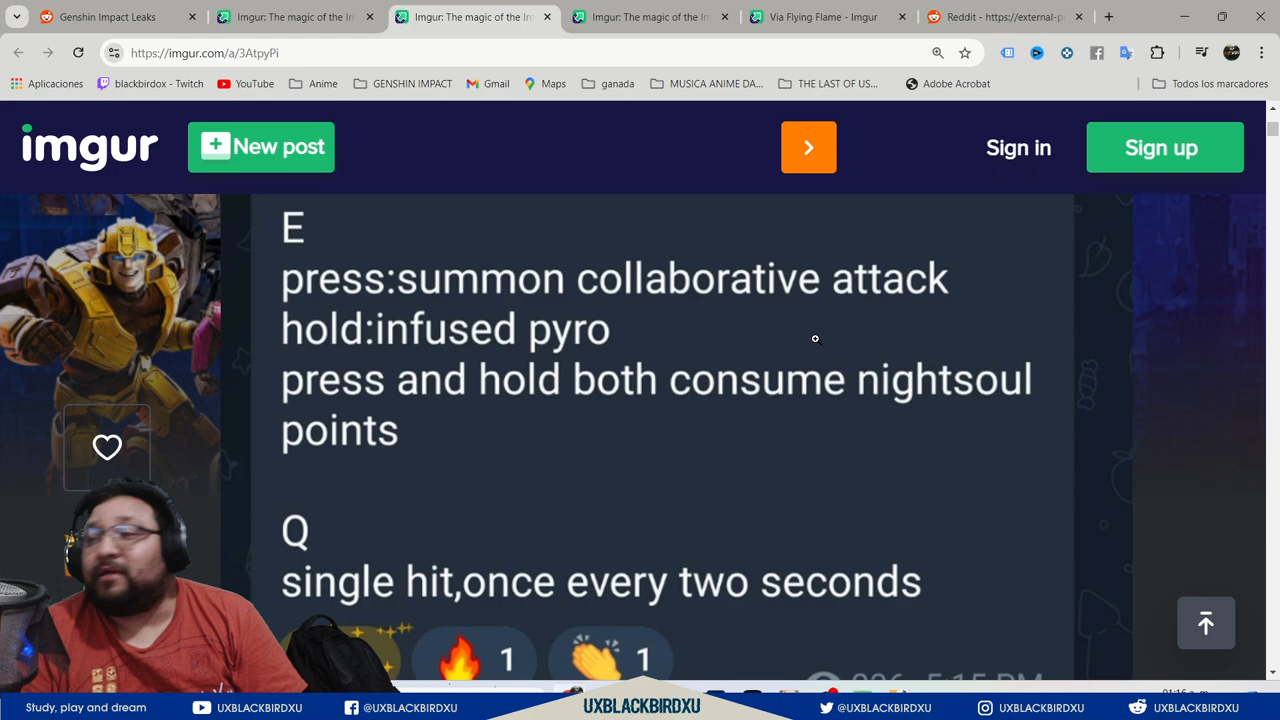 Genshin Impact Leaks
Imgur: The magic of the In
Imgur: The magic of the In
Imgur: The magic of the In
Via Flying Flame - Imgur
Reddit - https://external-p
https://imgur.com/a/3AtpyPi
Aplicaciones
blackbirdox - Twitch
YouTube
Anime
GENSHIN IMPACT
Gmail
Maps
ganada
MUSICA ANIME DA...
THE LAST OF US...
Adobe Acrobat
Todos los marcadores
imgur
New post
Sign in
Sign up
E
press:summon collaborative attack
hold:infused pyro
press and hold both consume nightsoul
points
Q
single hit,once every two seconds
1
1
Study, play and dream
UXBLACKBIRDXU
@UXBLACKBIRDXU
UXBLACKBIRDXU
@UXBLACKBIRDXU
UXBLACKBIRDXU
UXBLACKBIRDXU